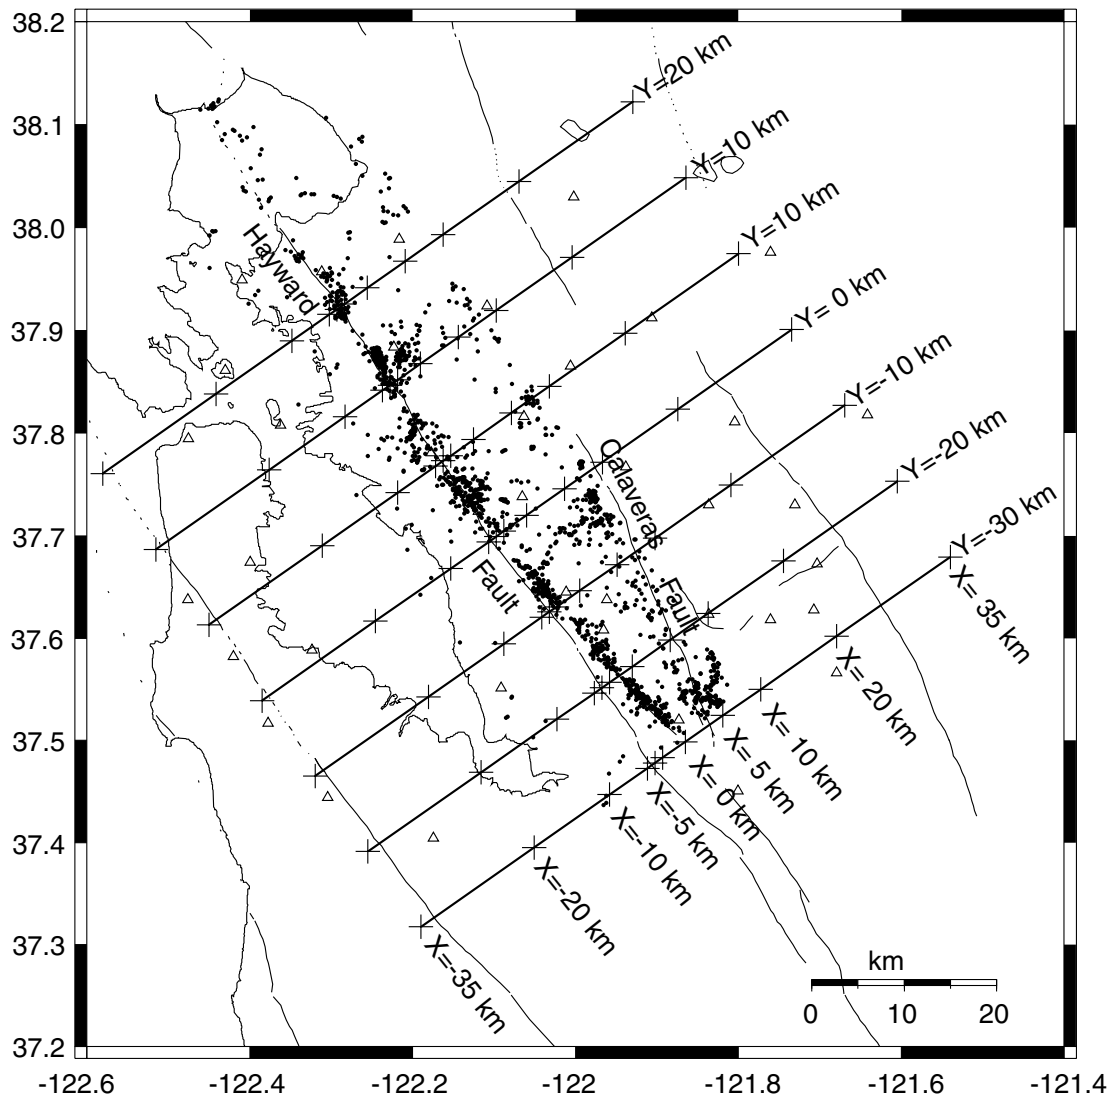 38.2
38.1
38.0
37.9
37.8
37.7
37.6
37.5
37.4
37.3
37.2
Y=20 km
Y=10 km
Y=10 km
Y= 0 km
Y=-10 km
Y=-20 km
Y=-30 km
Hayward
Fault
Calaveras
Fault
X= 35 km
X= 20 km
X= 10 km
X= 5 km
X= 0 km
X=-5 km
X=-10 km
X=-20 km
X=-35 km
km
0 10 20
-122.6 -122.4 -122.2 -122 -121.8 -121.6 -121.4